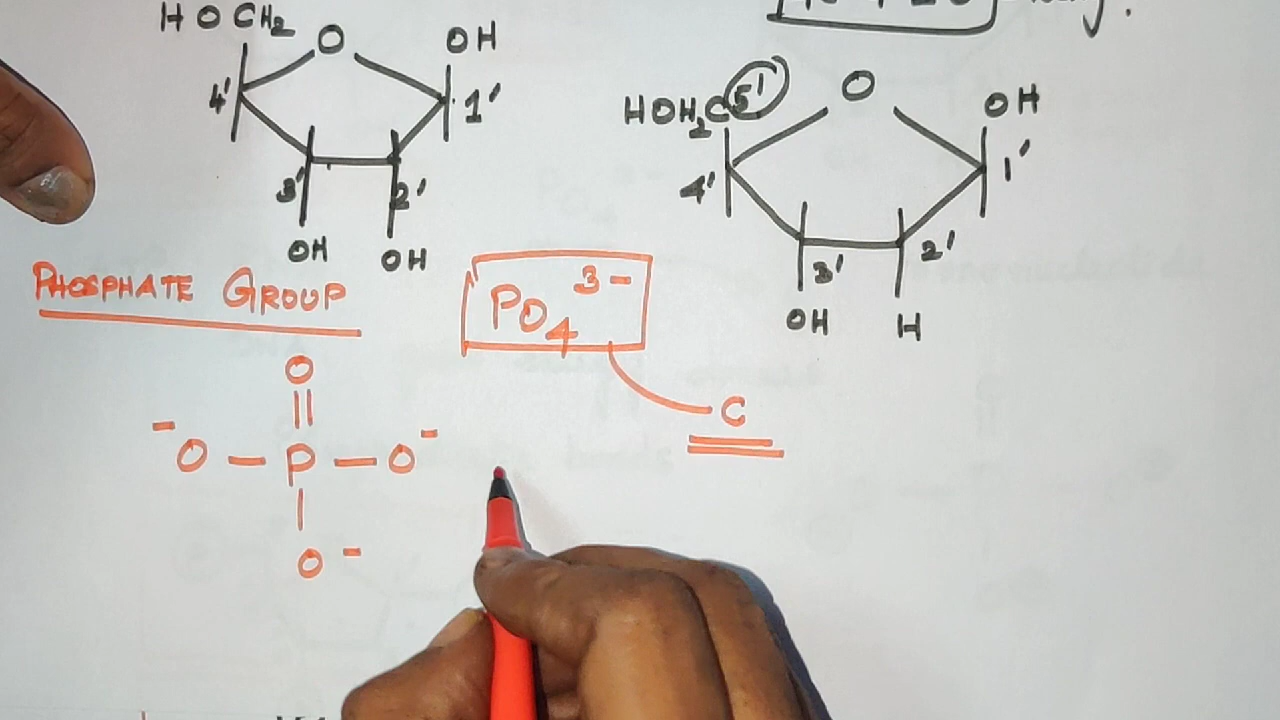 HOCH2 O OH
4' 1'
3' 2'
OH OH
HOH2C 5' O OH
4' 1'
3' 2'
OH H
PHOSPHATE GROUP
PO4 3-
C
O
-O - P - O-
O-